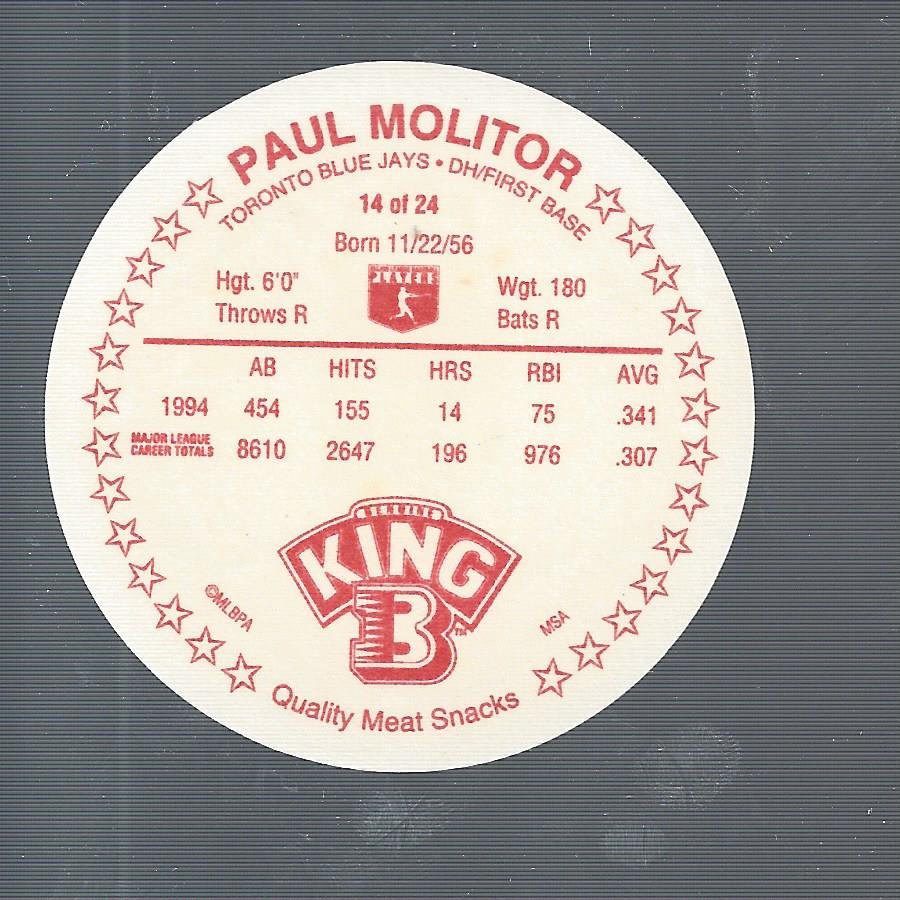 PAUL MOLITOR
TORONTO BLUE JAYS • DH/FIRST BASE
14 of 24
Born 11/22/56
Hgt. 6'0" Wgt. 180
Throws R Bats R
PLAYERS
AB HITS HRS RBI AVG
1994 454 155 14 75 .341
MAJOR LEAGUE
CAREER TOTALS 8610 2647 196 976 .307
GENUINE
KING
B™
©MLBPA
MSA
Quality Meat Snacks